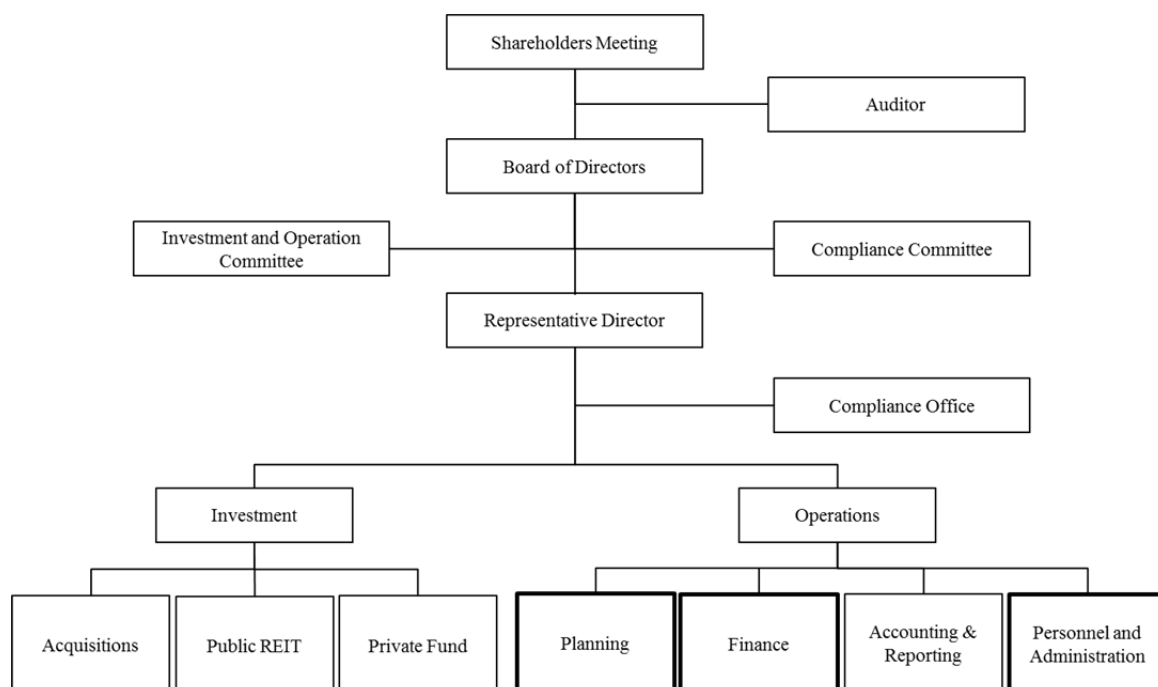 Shareholders Meeting
Auditor
Board of Directors
Investment and Operation
Committee
Compliance Committee
Representative Director
Compliance Office
Investment
Operations
Acquisitions
Public REIT
Private Fund
Planning
Finance
Accounting &
Reporting
Personnel and
Administration